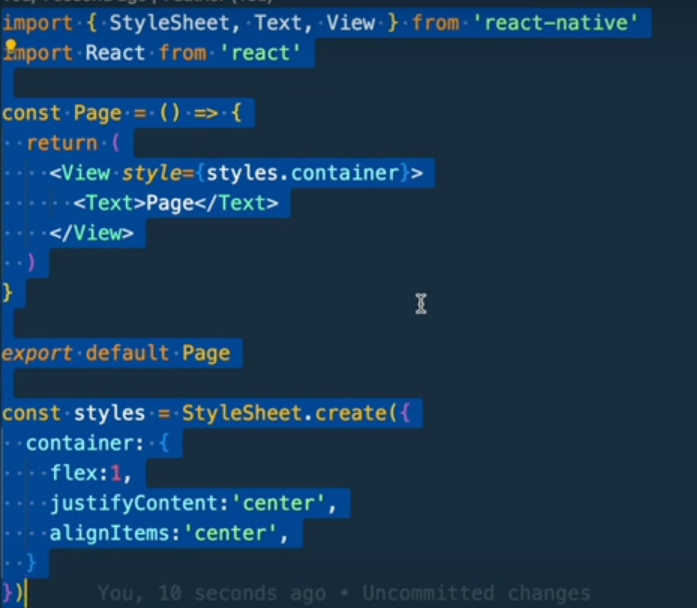 import { StyleSheet, Text, View } from 'react-native'
import React from 'react'

const Page = () => {
  return (
    <View style={styles.container}>
      <Text>Page</Text>
    </View>
  )
}

export default Page

const styles = StyleSheet.create({
  container: {
    flex:1,
    justifyContent:'center',
    alignItems:'center',
  }
})      You, 10 seconds ago • Uncommitted changes